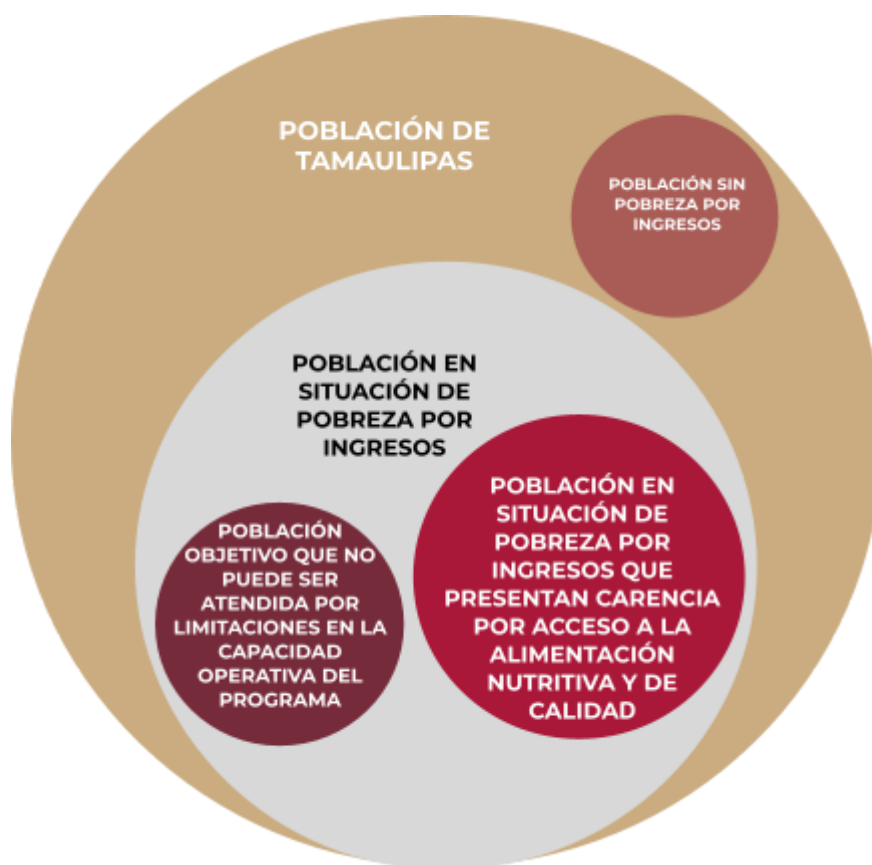 POBLACIÓN DE
TAMAULIPAS
POBLACIÓN SIN
POBREZA POR
INGRESOS
POBLACIÓN EN
SITUACIÓN DE
POBREZA POR
INGRESOS
POBLACIÓN
OBJETIVO QUE NO
PUEDE SER
ATENDIDA POR
LIMITACIONES EN LA
CAPACIDAD
OPERATIVA DEL
PROGRAMA
POBLACIÓN EN
SITUACIÓN DE
POBREZA POR
INGRESOS QUE
PRESENTAN CARENCIA
POR ACCESO A LA
ALIMENTACIÓN
NUTRITIVA Y DE
CALIDAD